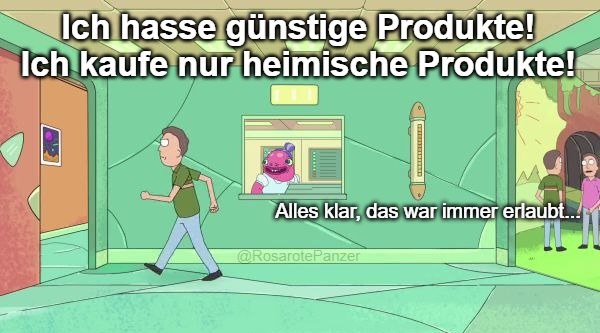 Ich hasse günstige Produkte!
Ich kaufe nur heimische Produkte!
Alles klar, das war immer erlaubt...
@RosarotePanzer